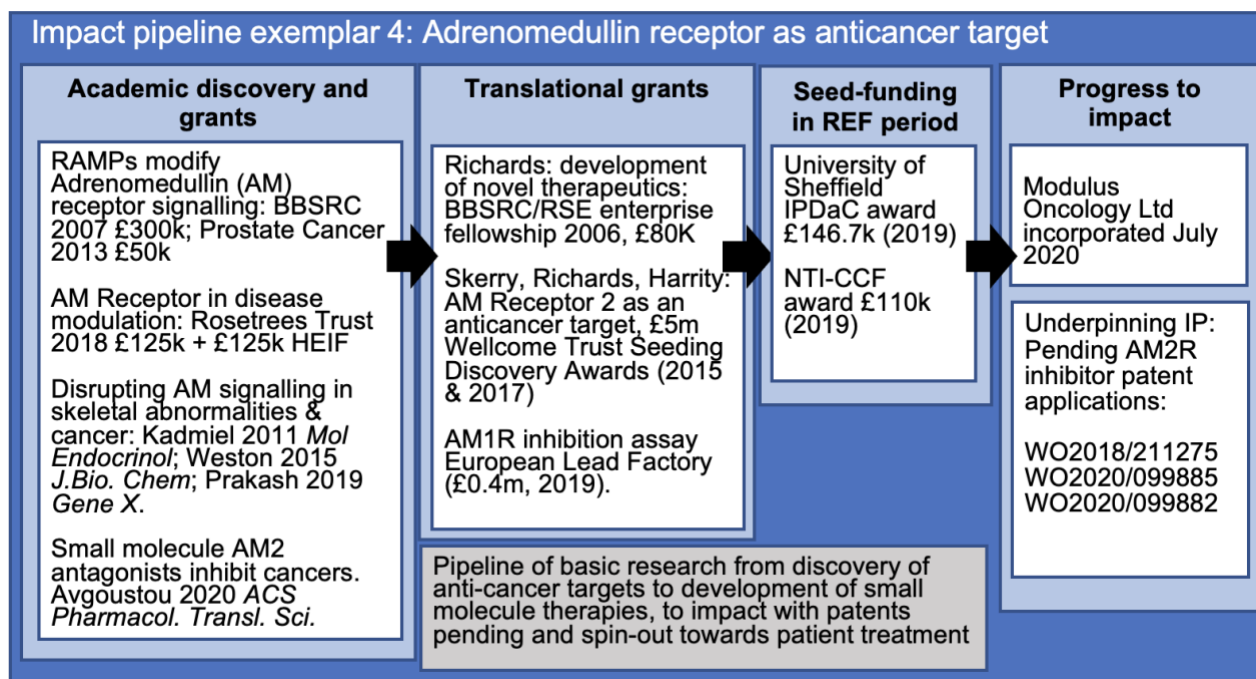 Impact pipeline exemplar 4: Adrenomedullin receptor as anticancer target
Academic discovery and
grants
RAMPs modify
Adrenomedullin (AM)
receptor signalling: BBSRC
2007 £300k; Prostate Cancer
2013 £50k
AM Receptor in disease
modulation: Rosetrees Trust
2018 £125k + £125k HEIF
Disrupting AM signalling in
skeletal abnormalities &
cancer: Kadmiel 2011 Mol
Endocrinol; Weston 2015
J.Bio. Chem; Prakash 2019
Gene X.
Small molecule AM2
antagonists inhibit cancers.
Avgoustou 2020 ACS
Pharmacol. Transl. Sci.
Translational grants
Richards: development
of novel therapeutics:
BBSRC/RSE enterprise
fellowship 2006, £80K
Skerry, Richards, Harrity:
AM Receptor 2 as an
anticancer target, £5m
Wellcome Trust Seeding
Discovery Awards (2015
& 2017)
AM1R inhibition assay
European Lead Factory
(£0.4m, 2019).
Seed-funding
in REF period
University of
Sheffield
IPDaC award
£146.7k (2019)
NTI-CCF
award £110k
(2019)
Progress to
impact
Modulus
Oncology Ltd
incorporated July
2020
Underpinning IP:
Pending AM2R
inhibitor patent
applications:
WO2018/211275
WO2020/099885
WO2020/099882
Pipeline of basic research from discovery of
anti-cancer targets to development of small
molecule therapies, to impact with patents
pending and spin-out towards patient treatment